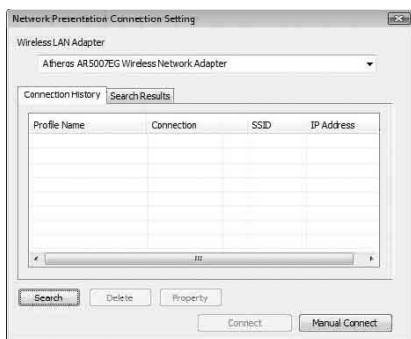 Network Presentation Connection Setting
Wireless LAN Adapter
Atheros AR5007EG Wireless Network Adapter
Connection History Search Results
Profile Name Connection SSID IP Address
Search Delete Property
Connect Manual Connect